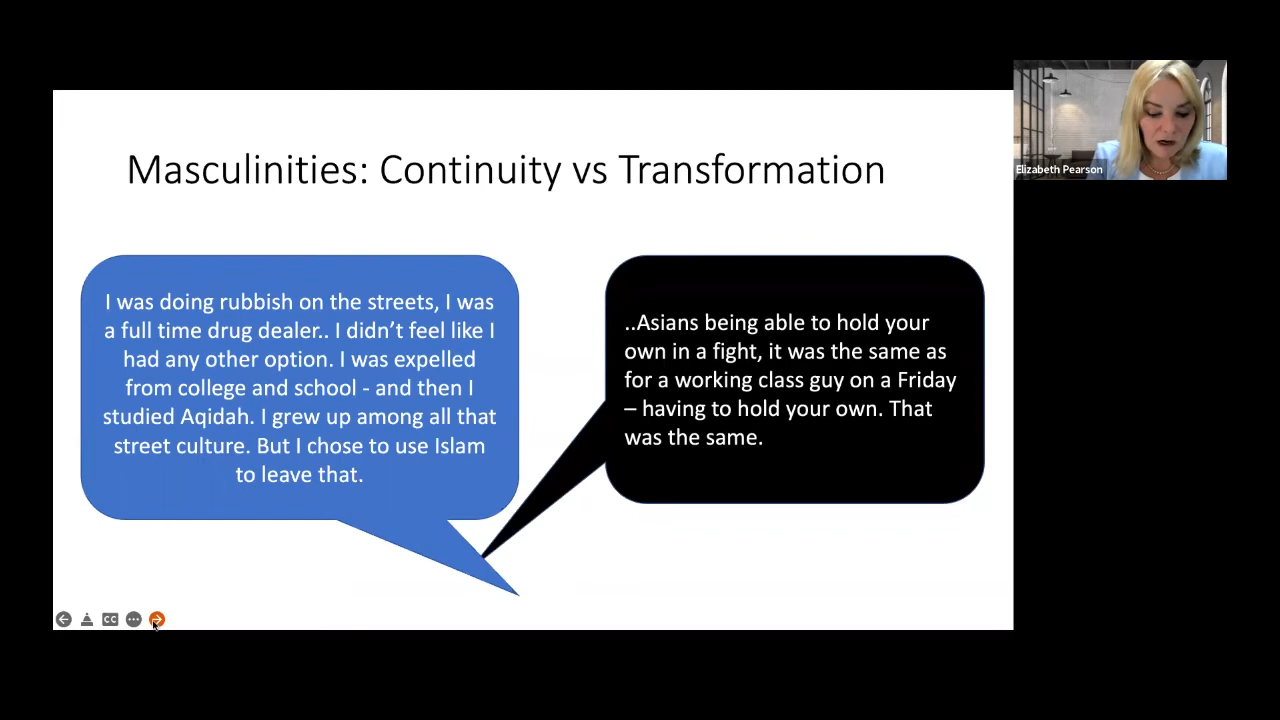 Masculinities: Continuity vs Transformation
I was doing rubbish on the streets, I was
a full time drug dealer.. I didn’t feel like I
had any other option. I was expelled
from college and school - and then I
studied Aqidah. I grew up among all that
street culture. But I chose to use Islam
to leave that.
..Asians being able to hold your
own in a fight, it was the same as
for a working class guy on a Friday
– having to hold your own. That
was the same.
Elizabeth Pearson
CC